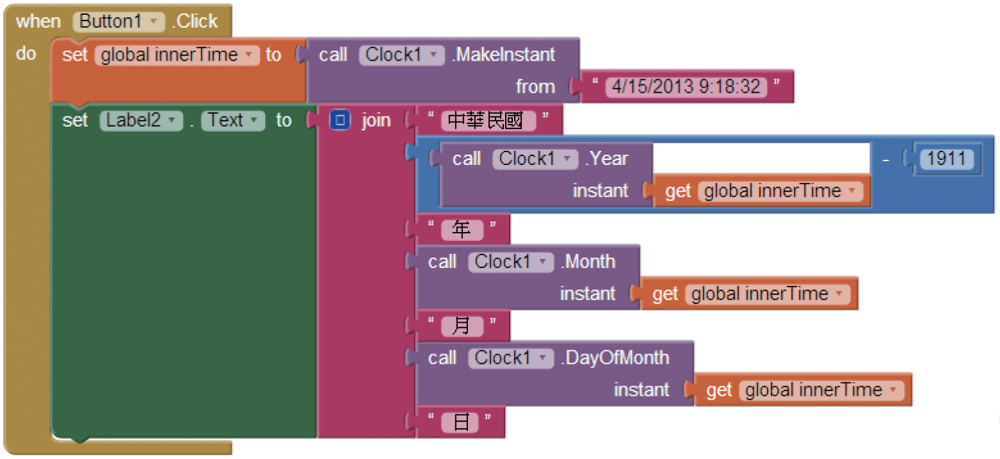 when Button1 .Click
do set global innerTime to call Clock1 .MakeInstant
from “ 4/15/2013 9:18:32 ”
set Label2 . Text to join “ 中華民國 ”
call Clock1 .Year - 1911
instant get global innerTime
“ 年 ”
call Clock1 .Month
instant get global innerTime
“ 月 ”
call Clock1 .DayOfMonth
instant get global innerTime
“ 日 ”